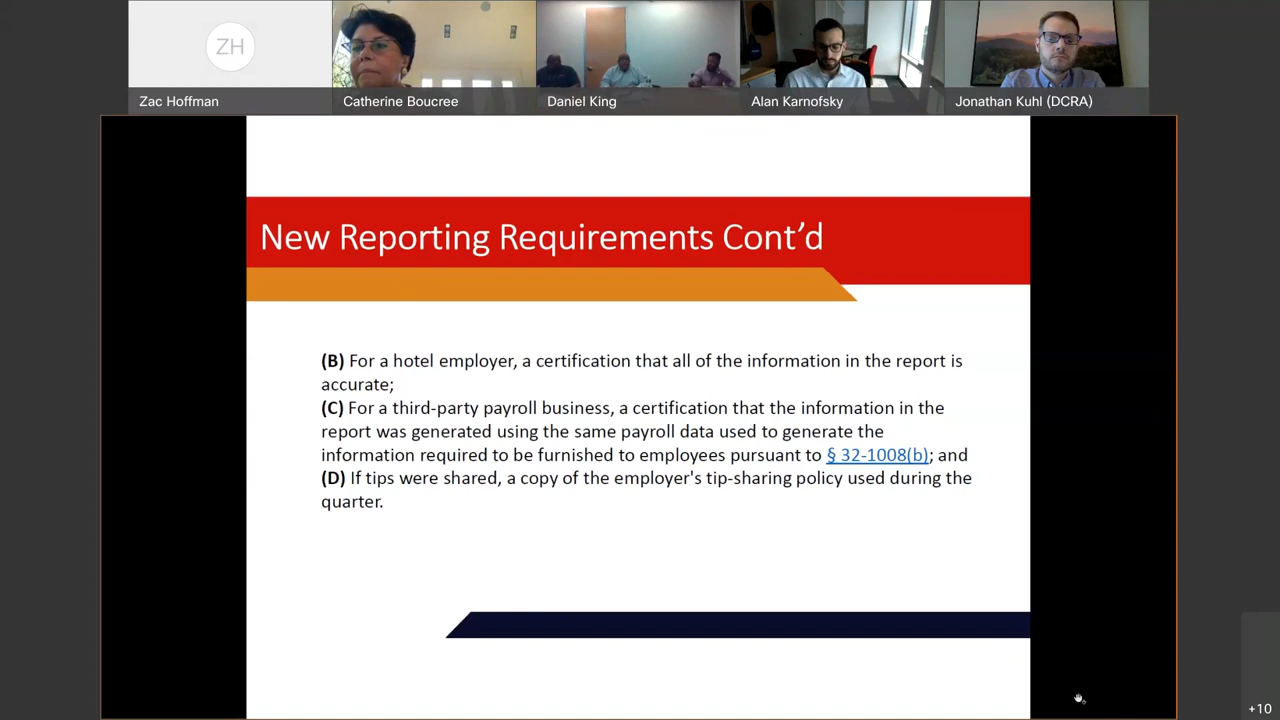 ZH
Zac Hoffman
Catherine Boucree
Daniel King
Alan Karnofsky
Jonathan Kuhl (DCRA)
New Reporting Requirements Cont’d
(B) For a hotel employer, a certification that all of the information in the report is
accurate;
(C) For a third-party payroll business, a certification that the information in the
report was generated using the same payroll data used to generate the
information required to be furnished to employees pursuant to § 32-1008(b); and
(D) If tips were shared, a copy of the employer's tip-sharing policy used during the
quarter.
+10